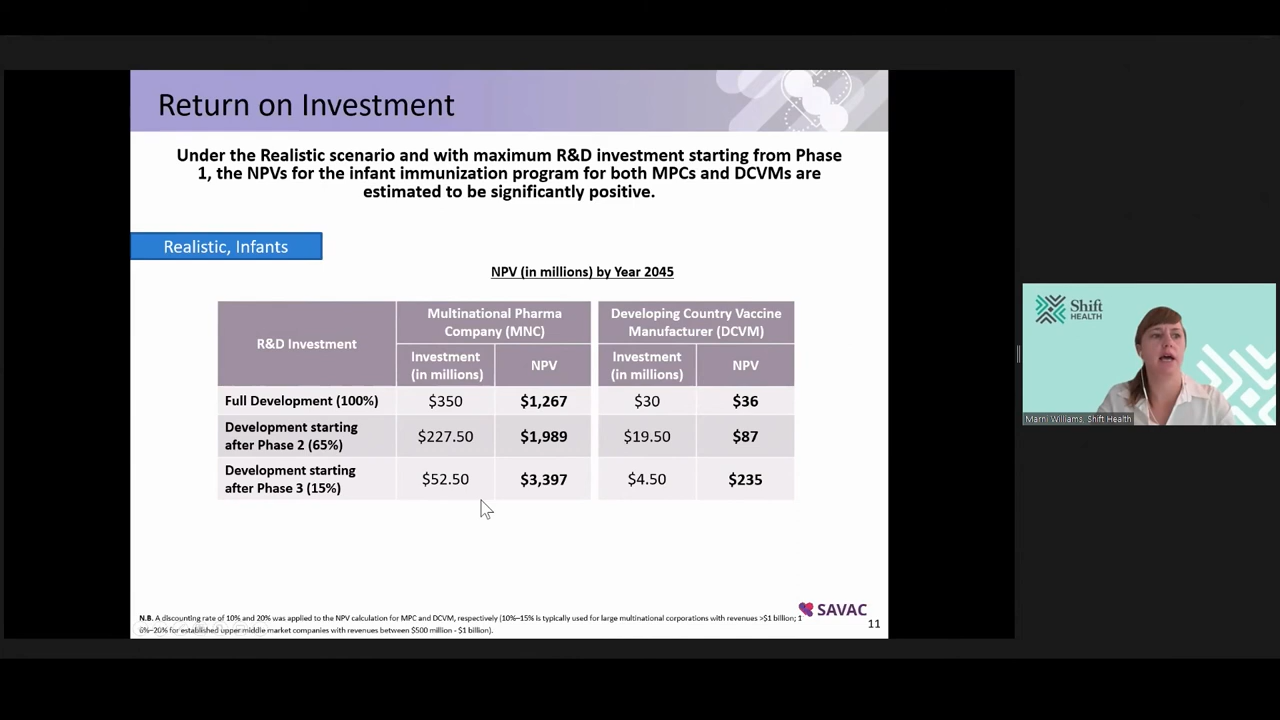 Return on Investment
Under the Realistic scenario and with maximum R&D investment starting from Phase
1, the NPVs for the infant immunization program for both MPCs and DCVMs are
estimated to be significantly positive.
Realistic, Infants
NPV (in millions) by Year 2045
R&D Investment
Multinational Pharma
Company (MNC)
Developing Country Vaccine
Manufacturer (DCVM)
Investment
(in millions)
NPV
Investment
(in millions)
NPV
Full Development (100%)
$350
$1,267
$30
$36
Development starting
after Phase 2 (65%)
$227.50
$1,989
$19.50
$87
Development starting
after Phase 3 (15%)
$52.50
$3,397
$4.50
$235
N.B. A discounting rate of 10% and 20% was applied to the NPV calculation for MPC and DCVM, respectively (10%–15% is typically used for large multinational corporations with revenues >$1 billion; 1
6%–20% for established upper middle market companies with revenues between $500 million - $1 billion).
SAVAC
11
Shift
HEALTH
Marni Williams, Shift Health